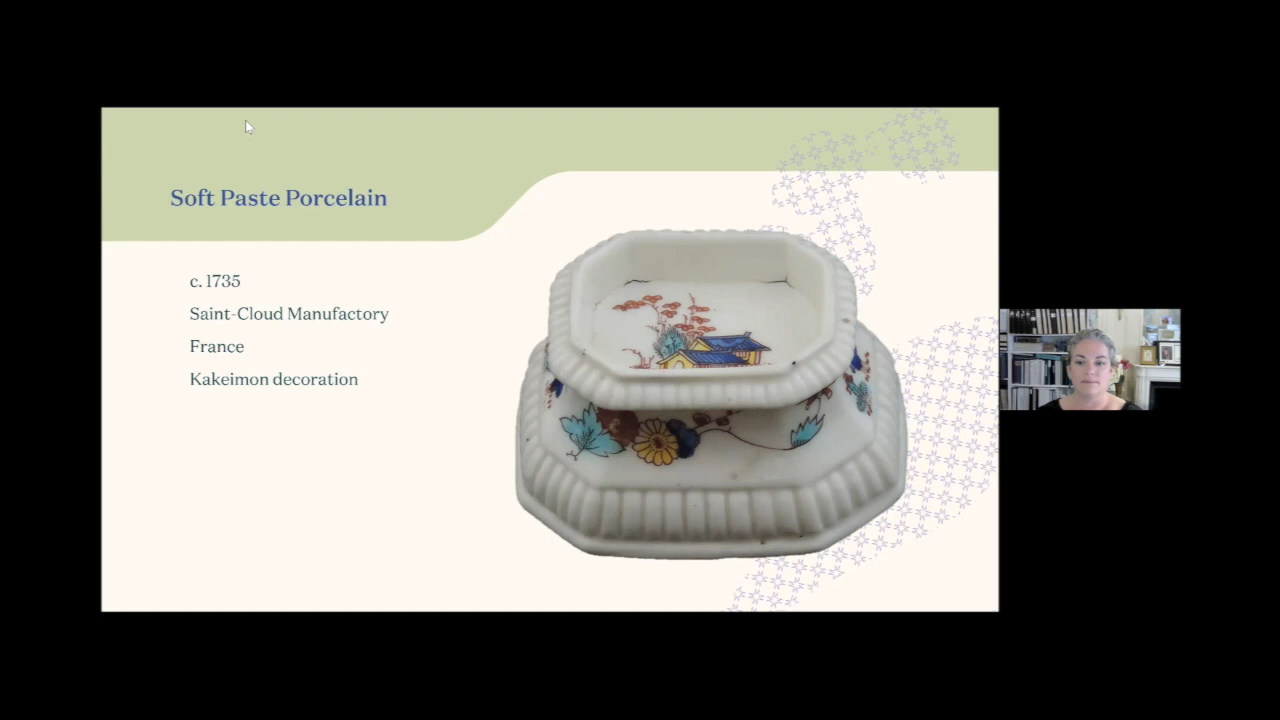 Soft Paste Porcelain
c. 1735
Saint-Cloud Manufactory
France
Kakeimon decoration